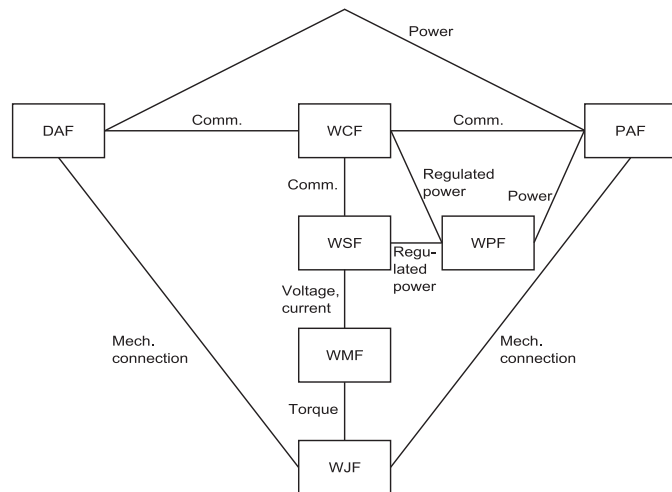 Power
DAF
Comm.
WCF
Comm.
PAF
Comm.
Regulated
power
Power
WSF
Regu-
lated
power
WPF
Voltage,
current
Mech.
connection
WMF
Mech.
connection
Torque
WJF